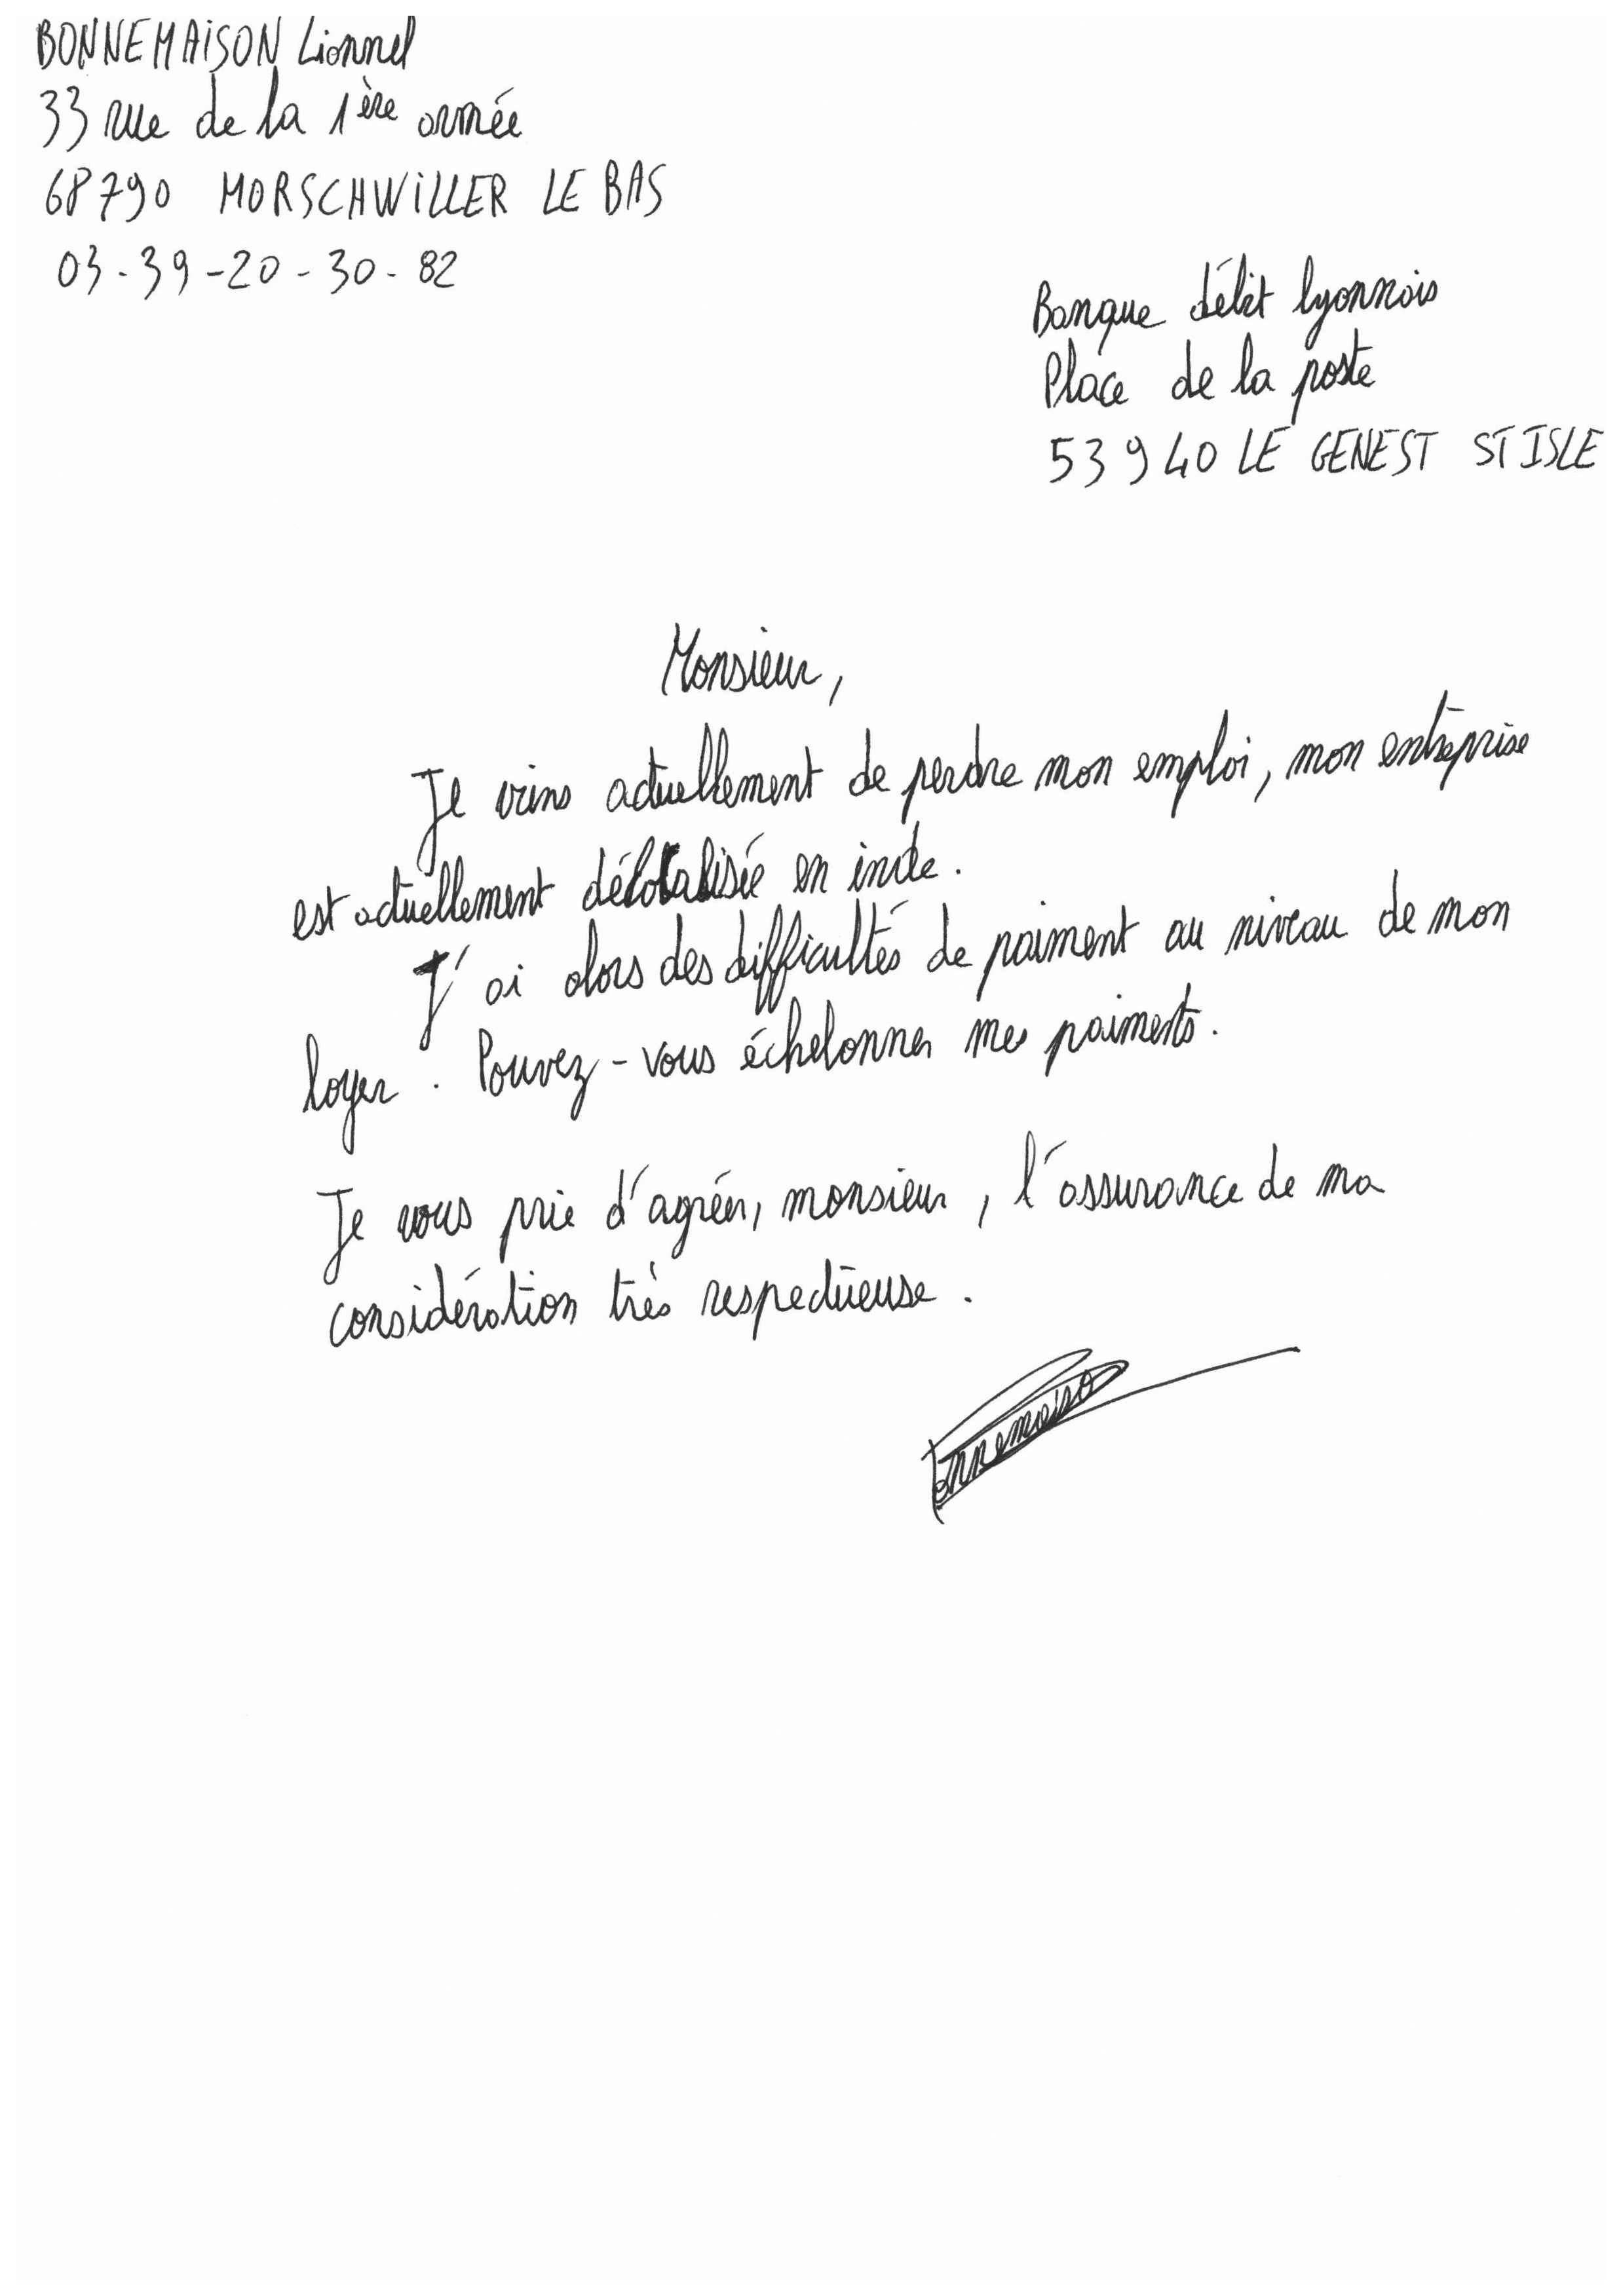 BONNEMAISON Lionnel
33 rue de la 1ère armée
68790 MORSCHWILLER LE BAS
03-39-20-30-82
Banque débit lyonnais
Place de la poste
53940 LE GENEST ST ISLE
Monsieur,
Je viens actuellement de perdre mon emploi, mon entreprise
est actuellement délocalisée en inde.
J'ai alors des difficultés de paiment au niveau de mon
loyer. Pouvez-vous échelonner mes paiments.
Je vous prie d'agréer, monsieur, l'assurance de ma
considération très respectueuse.